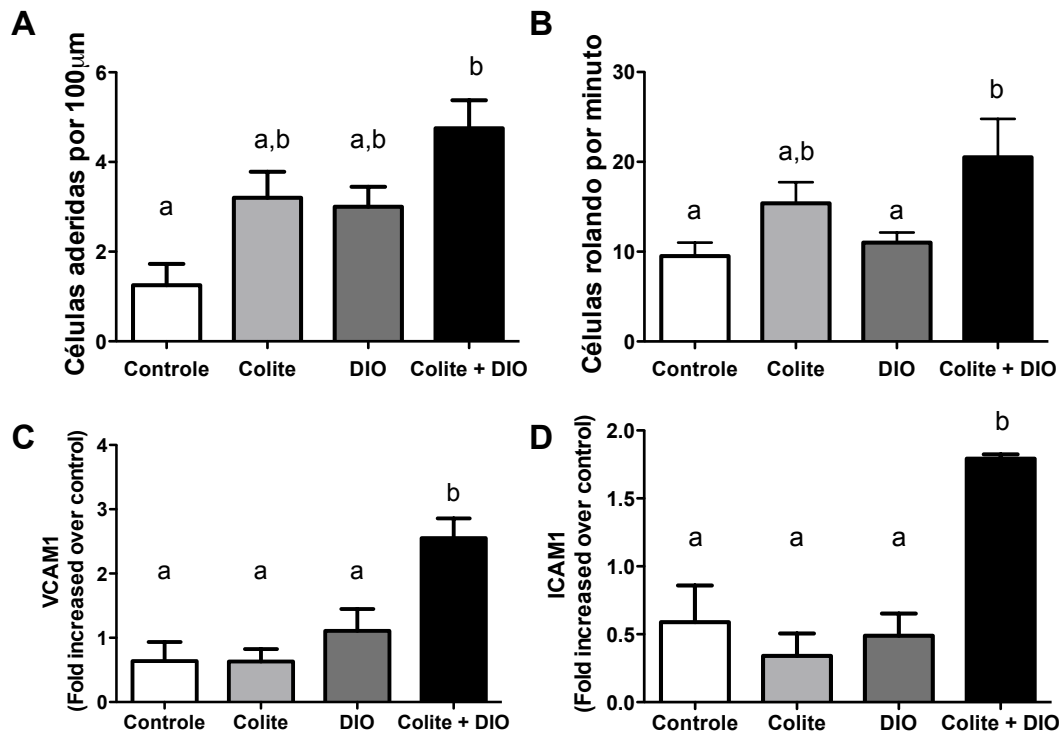 A
Células aderidas por 100µm
6
4
2
0
a
a,b
a,b
b
Controle
Colite
DIO
Colite + DIO
B
Células rolando por minuto
30
20
10
0
a
a,b
a
b
Controle
Colite
DIO
Colite + DIO
C
VCAM1
(Fold increased over control)
4
3
2
1
0
a
a
a
b
Controle
Colite
DIO
Colite + DIO
D
ICAM1
(Fold increased over control)
2.0
1.5
1.0
0.5
0.0
a
a
a
b
Controle
Colite
DIO
Colite + DIO